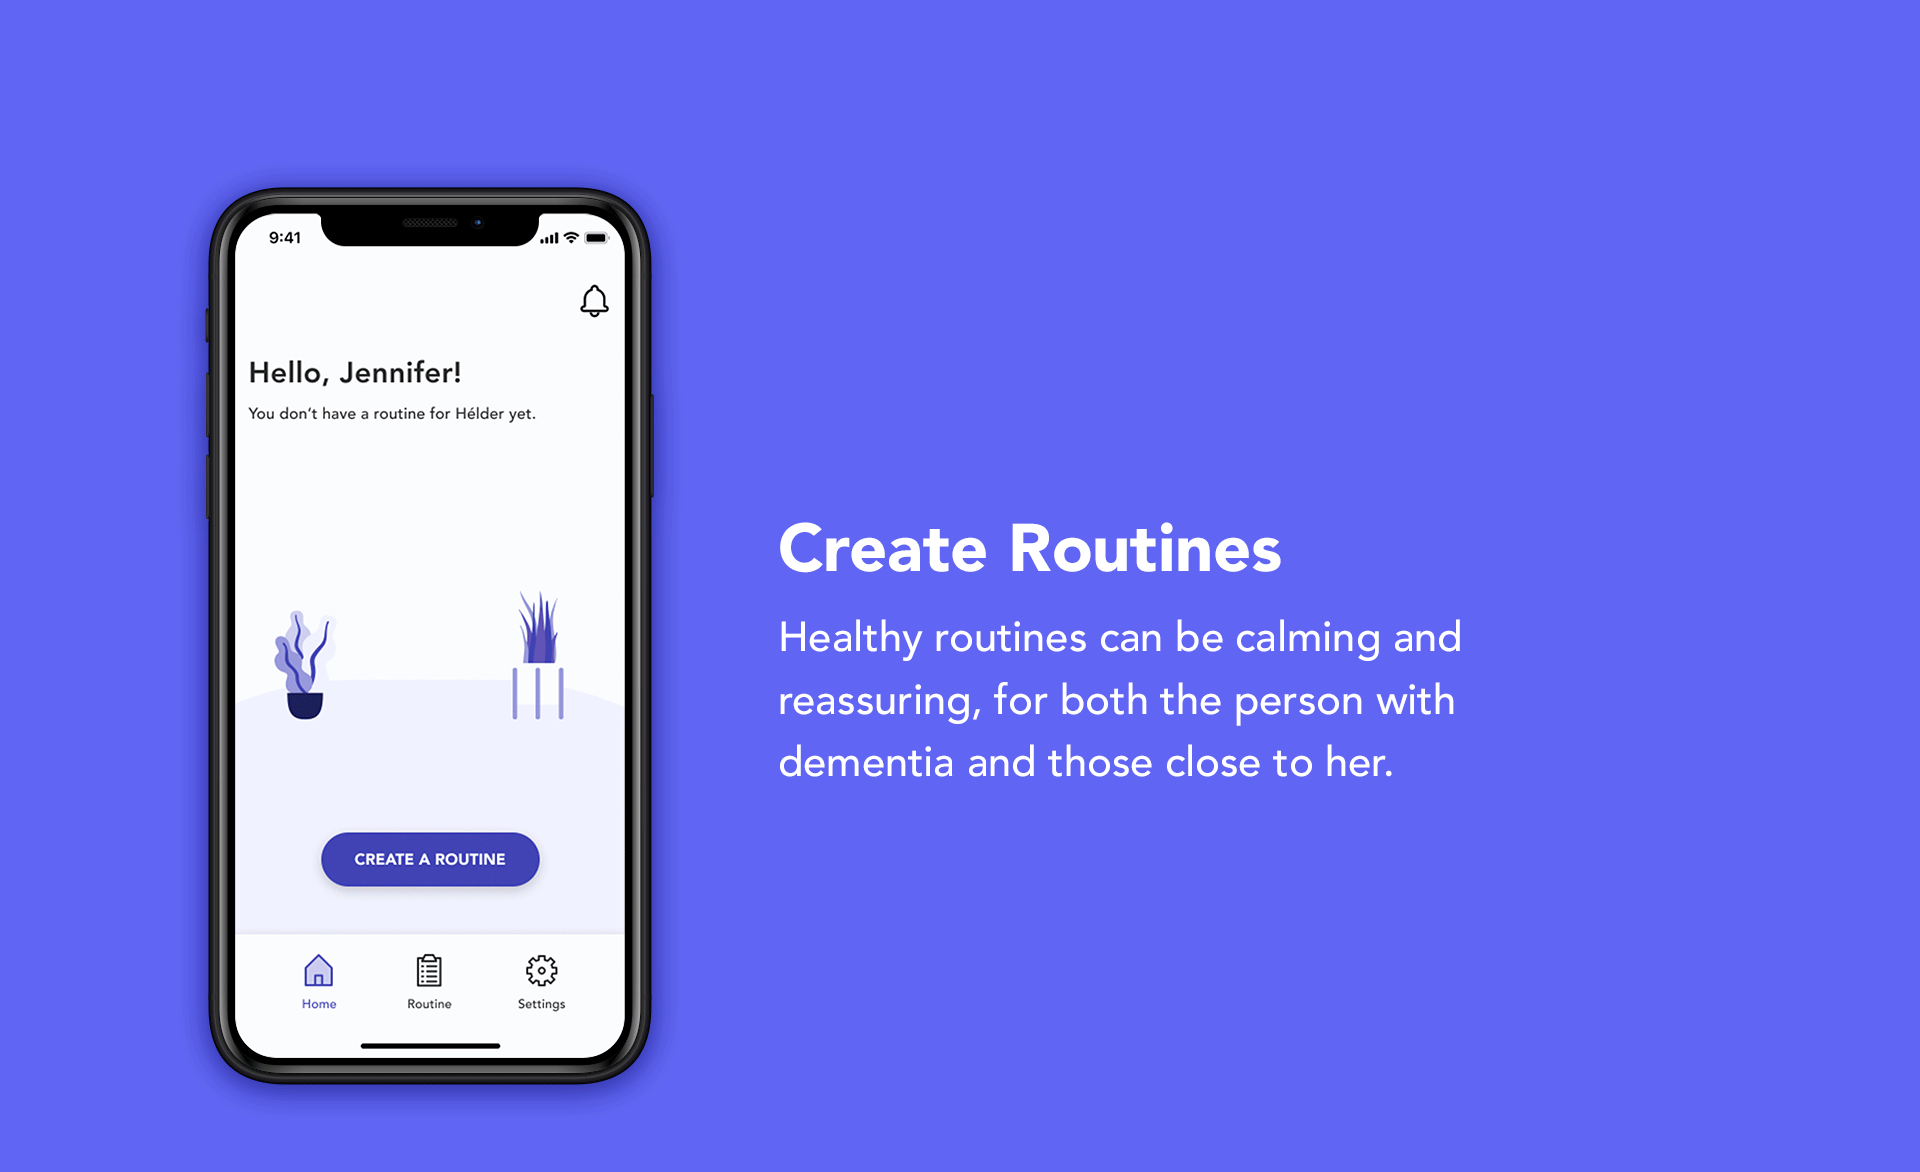 9:41
Hello, Jennifer!
You don't have a routine for Hélder yet.
CREATE A ROUTINE
Home
Routine
Settings
Create Routines
Healthy routines can be calming and
reassuring, for both the person with
dementia and those close to her.